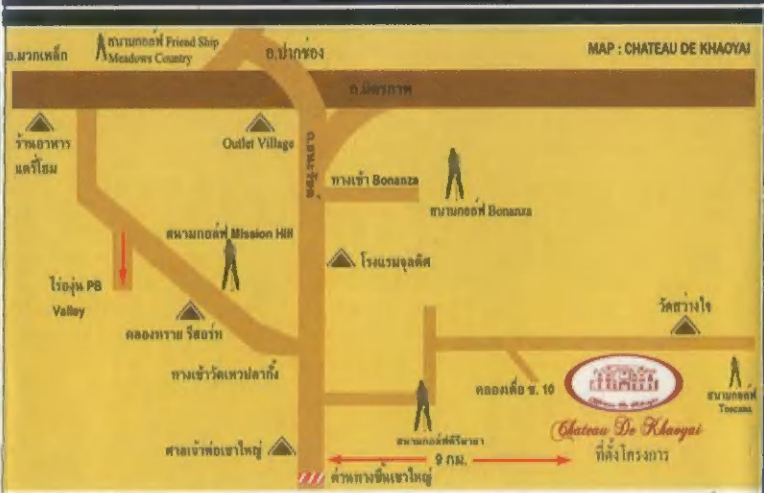 อ.มวกเหล็ก
สนามกอล์ฟ Friend Ship
Meadows Country
อ.ปากช่อง
MAP : CHATEAU DE KHAOYAI
ถ.มิตรภาพ
ร้านอาหาร
แดรี่โฮม
Outlet Village
ถ.ธนะรัชต์
ทางเข้า Bonanza
สนามกอล์ฟ Bonanza
สนามกอล์ฟ Mission Hill
โรงแรมจุลดิศ
ไร่องุ่น PB
Valley
คลองทราย รีสอร์ท
วัดสว่างใจ
ทางเข้าวัดเหวปลากั้ง
คลองเดื่อ ซ. 10
Chateau De Khaoyai
สนามกอล์ฟ
Toscana
Chateau De Khaoyai
ที่ตั้งโครงการ
สนามกอล์ฟคีรีมายา
ศาลเจ้าพ่อเขาใหญ่
9 กม.
ด่านทางขึ้นเขาใหญ่